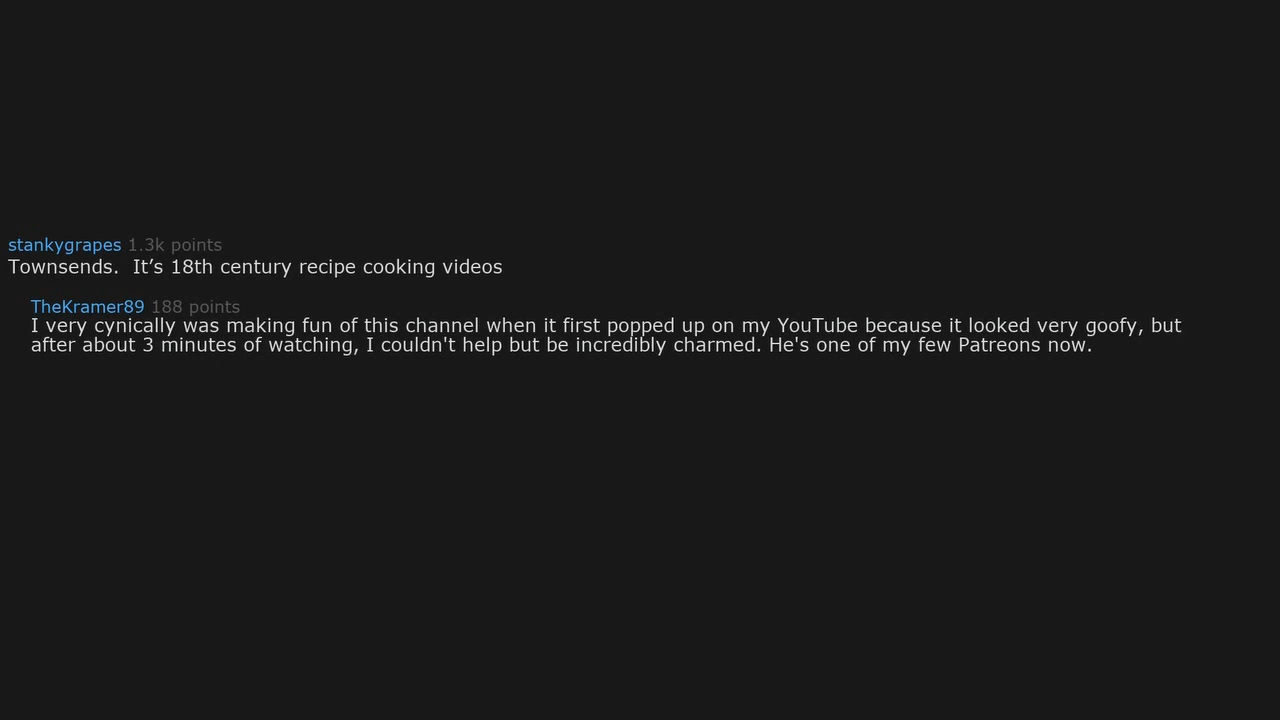 stankygrapes 1.3k points
Townsends.  It’s 18th century recipe cooking videos
TheKramer89 188 points
I very cynically was making fun of this channel when it first popped up on my YouTube because it looked very goofy, but
after about 3 minutes of watching, I couldn't help but be incredibly charmed. He's one of my few Patreons now.